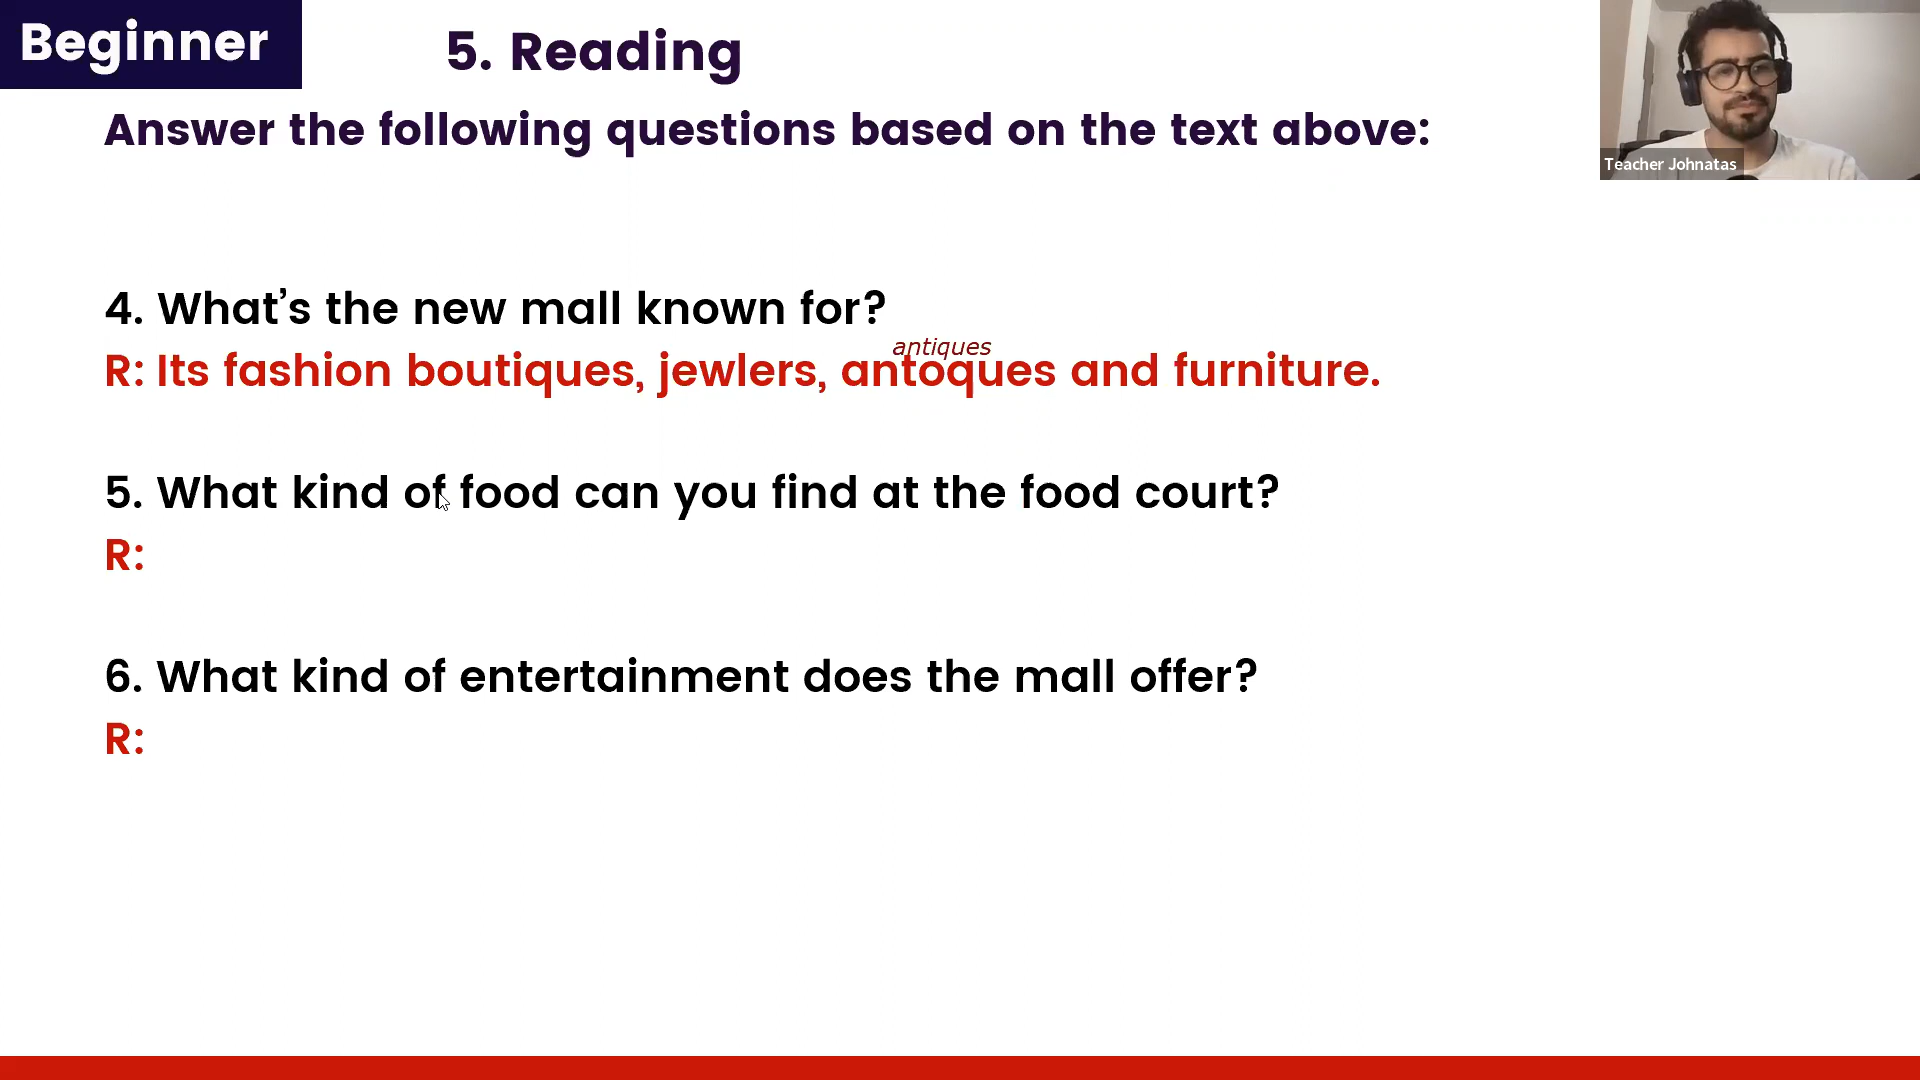 Beginner
5. Reading
Answer the following questions based on the text above:
Teacher Johnatas
4. What’s the new mall known for?
antiques
R: Its fashion boutiques, jewlers, antoques and furniture.
5. What kind of food can you find at the food court?
R:
6. What kind of entertainment does the mall offer?
R: